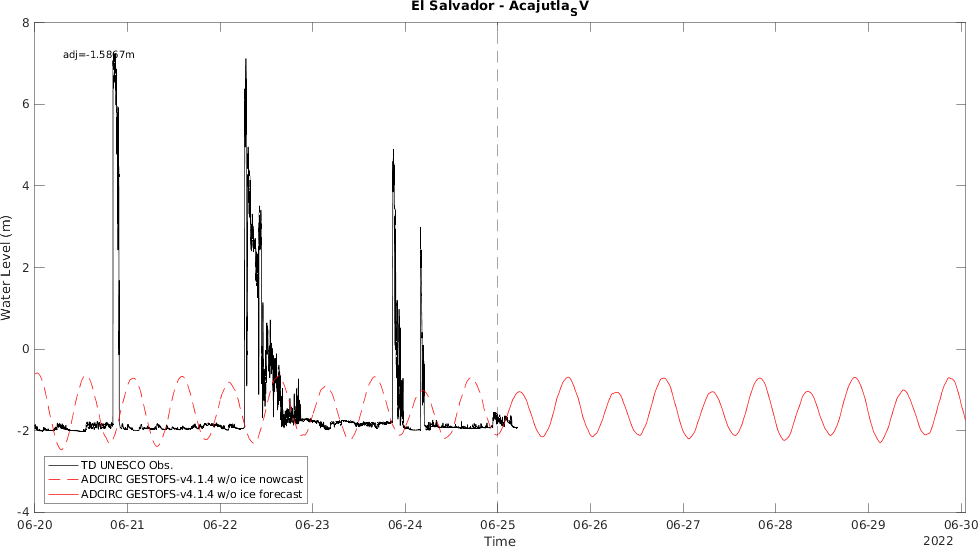 El Salvador - AcajutlaSV
adj=-1.5867m
8
6
4
2
0
-2
-4
Water Level (m)
TD UNESCO Obs.
ADCIRC GESTOFS-v4.1.4 w/o ice nowcast
ADCIRC GESTOFS-v4.1.4 w/o ice forecast
06-20 06-21 06-22 06-23 06-24 06-25 06-26 06-27 06-28 06-29 06-30
Time
2022